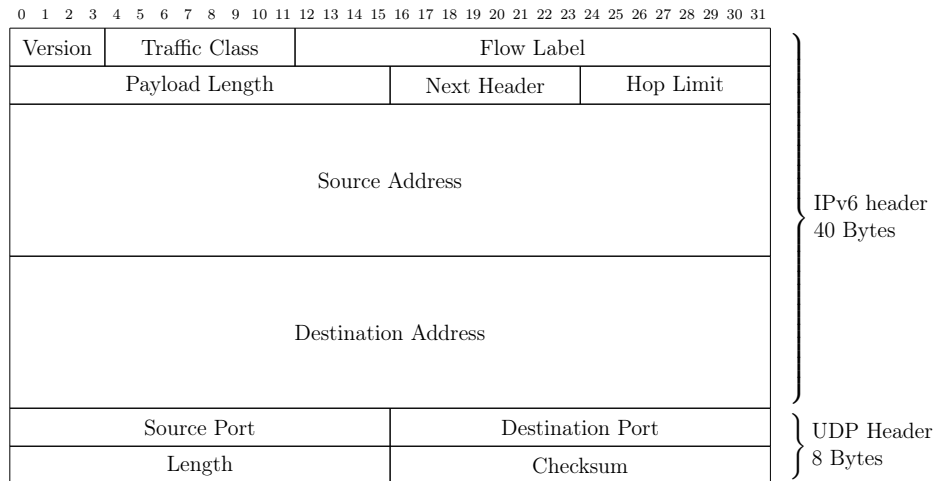 0 1 2 3 4 5 6 7 8 9 10 11 12 13 14 15 16 17 18 19 20 21 22 23 24 25 26 27 28 29 30 31
Version Traffic Class Flow Label
Payload Length Next Header Hop Limit
Source Address
IPv6 header
40 Bytes
Destination Address
Source Port Destination Port
Length Checksum
UDP Header
8 Bytes